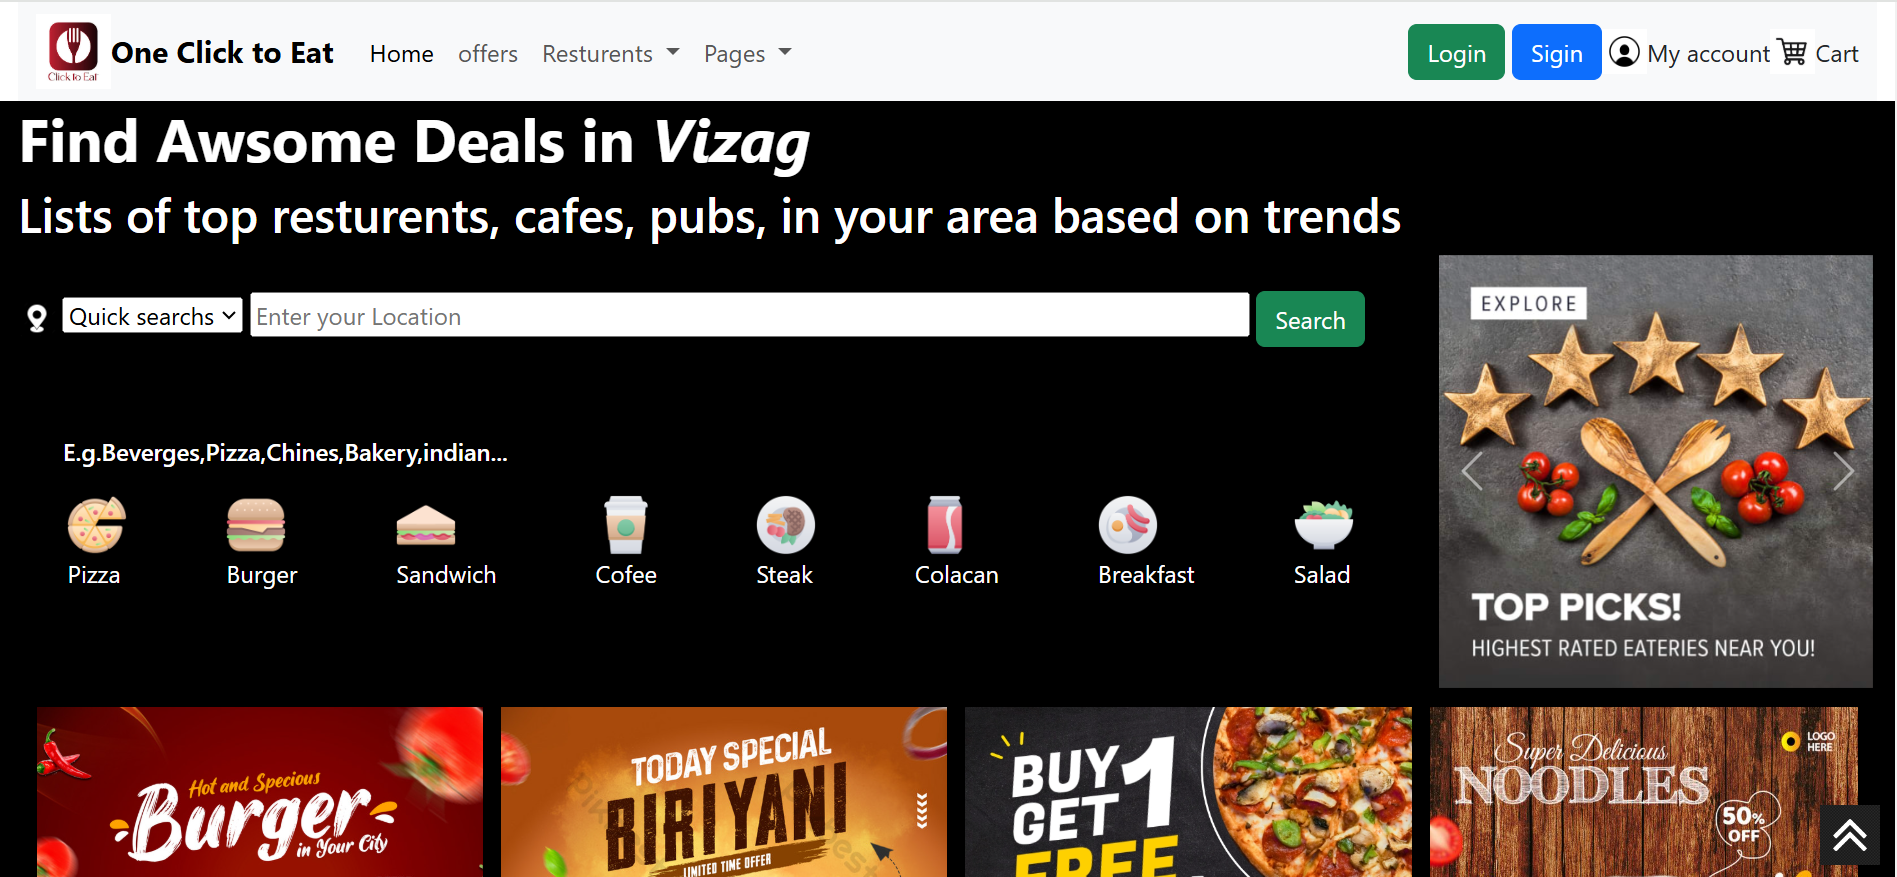 Click to Eat
One Click to Eat
Home
offers
Resturents
Pages
Login
Sigin
My account
Cart
Find Awsome Deals in Vizag
Lists of top resturents, cafes, pubs, in your area based on trends
Quick searchs
Enter your Location
Search
E.g.Beverges,Pizza,Chines,Bakery,indian...
Pizza
Burger
Sandwich
Cofee
Steak
Colacan
Breakfast
Salad
EXPLORE
TOP PICKS!
HIGHEST RATED EATERIES NEAR YOU!
Hot and Specious
Burger
in Your City
TODAY SPECIAL
BIRIYANI
LIMITED TIME OFFER
BUY 1
GET
FREE
Super Delicious
NOODLES
LOGO
HERE
50%
OFF